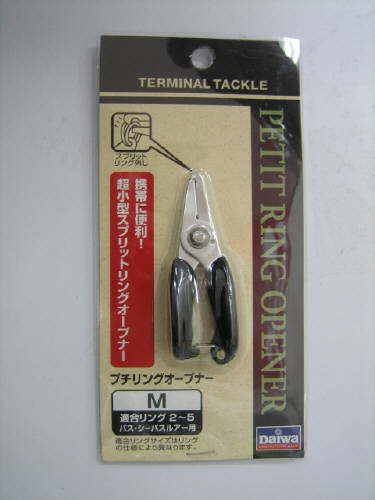 TERMINAL TACKLE
PETIT RING OPENER
スプリット
リング外し
携帯に便利!
超小型スプリットリングオープナー
プチリングオープナー
M
適合リング 2〜5
バス・シーバスルアー用
適合リングサイズはリング
の仕様により異なります。
Daiwa